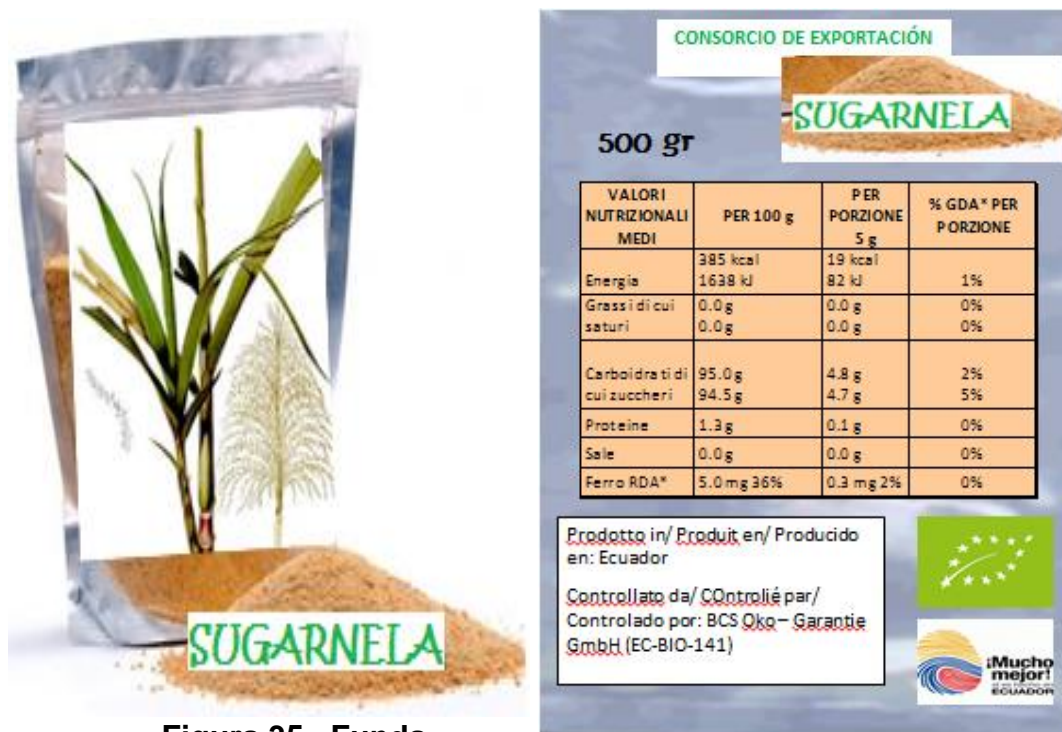 SUGARNELA
Figura 35. Funda
CONSORCIO DE EXPORTACIÓN
SUGARNELA
500 gr
VALORI NUTRIZIONALI MEDI PER 100 g PER PORZIONE 5 g % GDA* PER PORZIONE
385 kcal 19 kcal
Energia 1638 kJ 82 kJ 1%
Grassi di cui 0.0g 0.0 g 0%
saturi 0.0g 0.0 g 0%
Carboidrati di 95.0g 4.8 g 2%
cui zuccheri 94.5g 4.7 g 5%
Proteine 1.3g 0.1 g 0%
Sale 0.0g 0.0 g 0%
Ferro RDA* 5.0 mg 36% 0.3 mg 2% 0%
Prodotto in/ Produit en/ Producido
en: Ecuador
Controllato da/ COntrolié par/
Controlado por: BCS Oko – Garantie
GmbH (EC-BIO-141)
¡Mucho
mejor!
ECUADOR